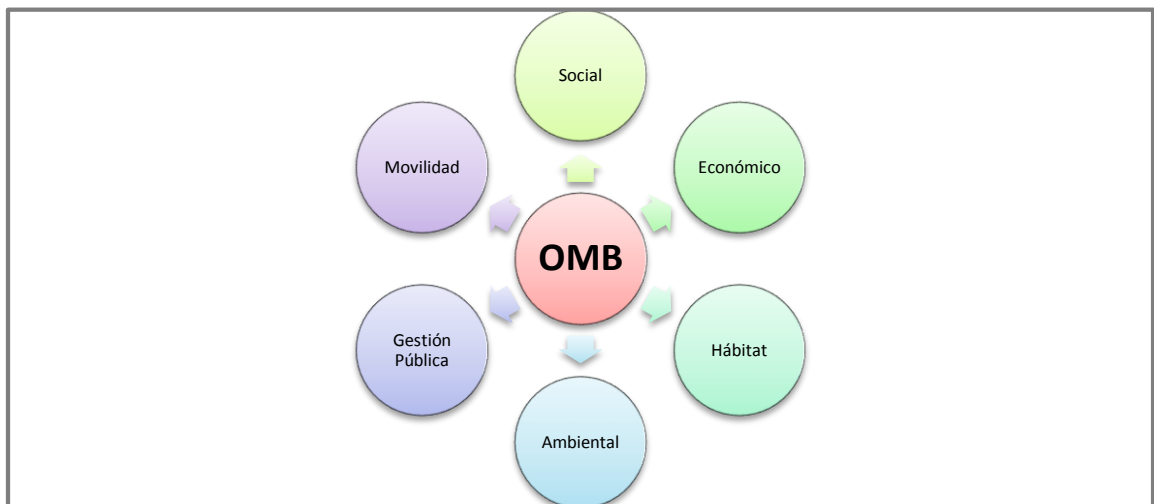 Social
Movilidad
Económico
OMB
Gestión
Pública
Hábitat
Ambiental